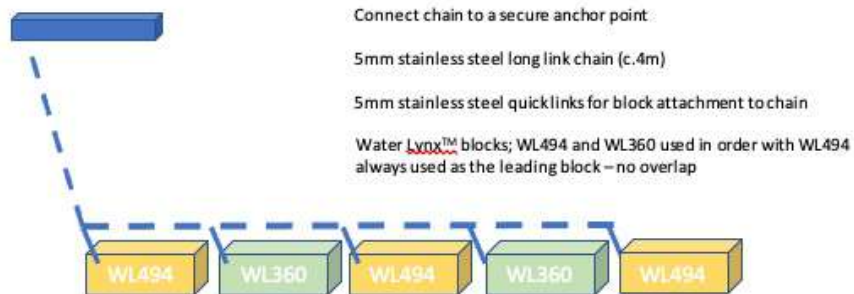 Connect chain to a secure anchor point
5mm stainless steel long link chain (c.4m)
5mm stainless steel quick links for block attachment to chain
Water Lynx™ blocks; WL494 and WL360 used in order with WL494
always used as the leading block – no overlap
WL494 WL360 WL494 WL360 WL494